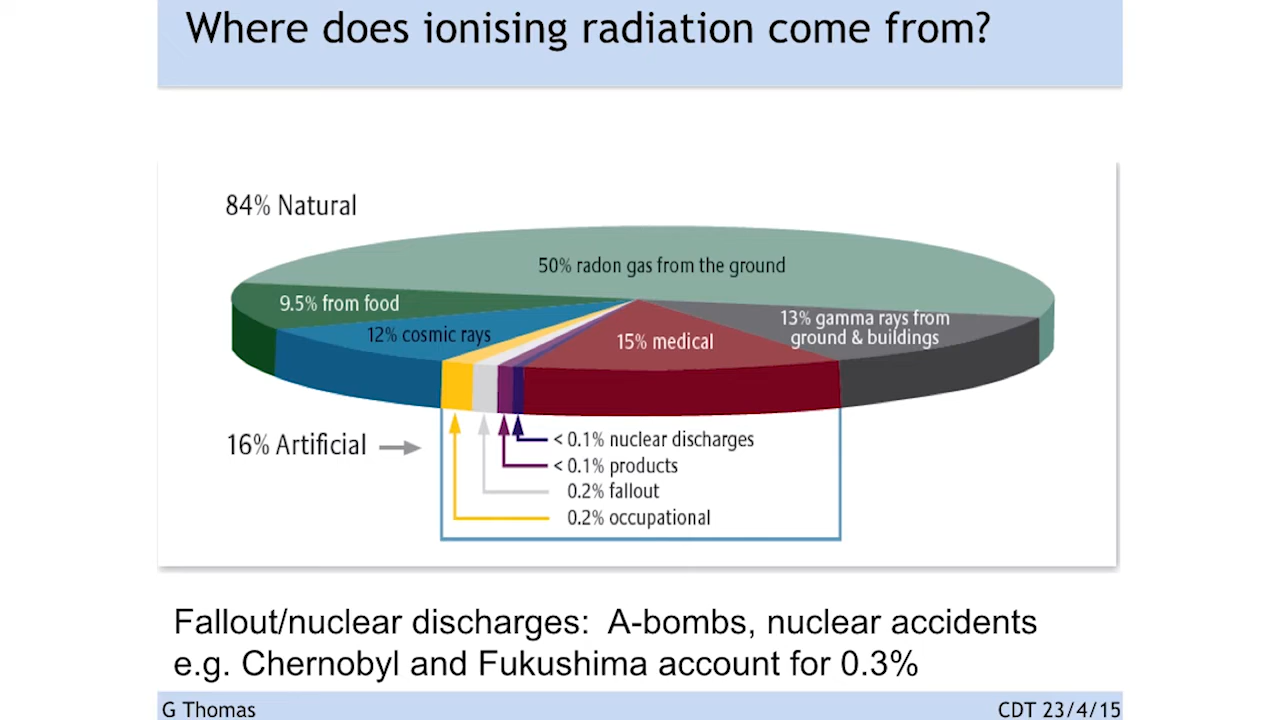 Where does ionising radiation come from?
84% Natural
50% radon gas from the ground
9.5% from food
12% cosmic rays
15% medical
13% gamma rays from
ground & buildings
16% Artificial
< 0.1% nuclear discharges
< 0.1% products
0.2% fallout
0.2% occupational
Fallout/nuclear discharges: A-bombs, nuclear accidents
e.g. Chernobyl and Fukushima account for 0.3%
G Thomas
CDT 23/4/15